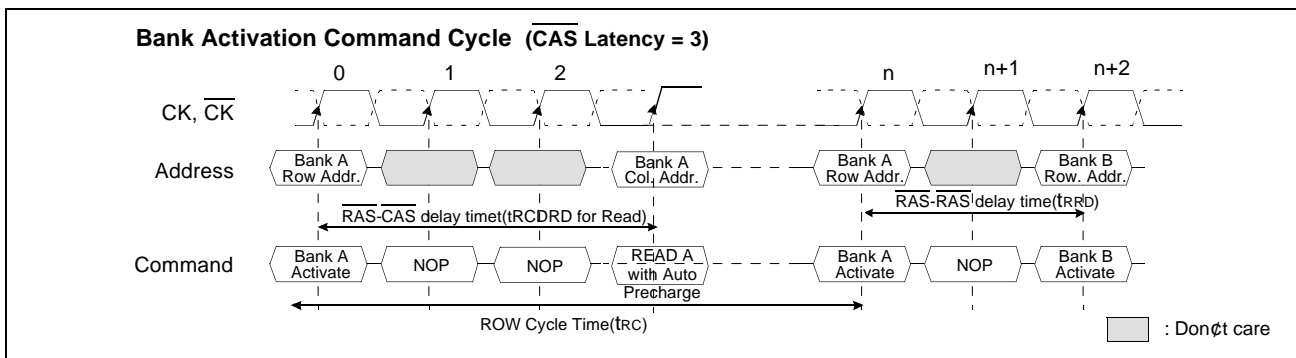 Bank Activation Command Cycle (CAS Latency = 3)
0 1 2 n n+1 n+2
CK, CK
Address
Bank A
Row Addr.
Bank A
Col. Addr.
Bank A
Row Addr.
Bank B
Row. Addr.
RAS-CAS delay timet(tRCDRD for Read)
RAS-RAS delay time(tRRD)
Command
Bank A
Activate
NOP
NOP
READ A
with Auto
Precharge
Bank A
Activate
NOP
Bank B
Activate
ROW Cycle Time(tRC)
: Don¢t care